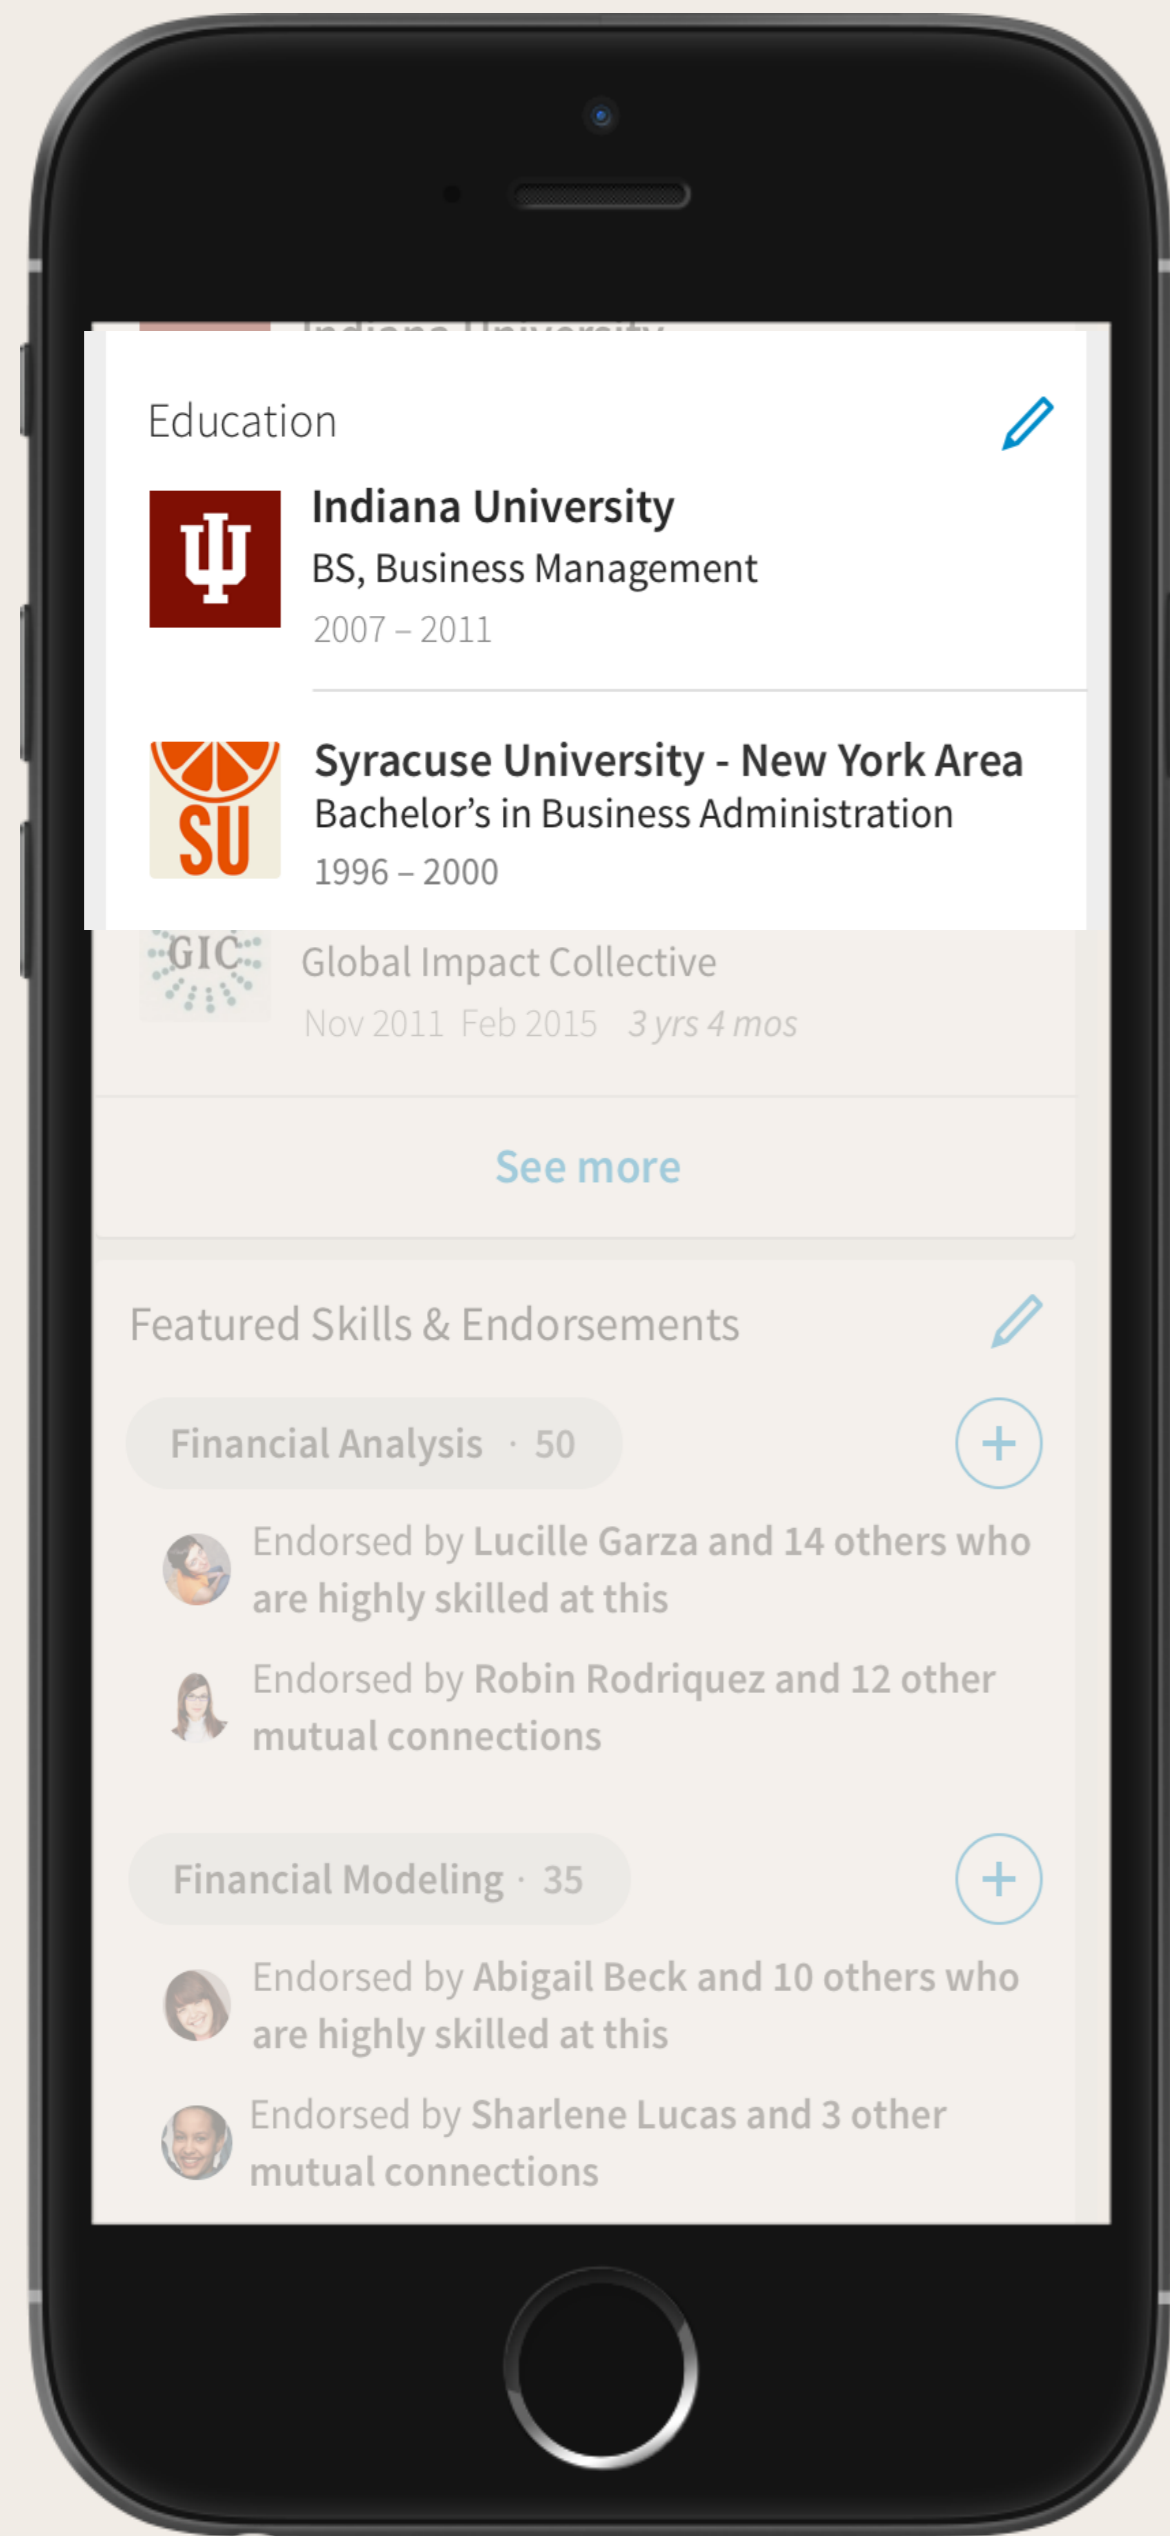 Indiana University
Education
Indiana University
BS, Business Management
2007 – 2011
Syracuse University - New York Area
SU
Bachelor’s in Business Administration
1996 – 2000
GIC
Global Impact Collective
Nov 2011 Feb 2015 3 yrs 4 mos
See more
Featured Skills & Endorsements
Financial Analysis · 50
Endorsed by Lucille Garza and 14 others who
are highly skilled at this
Endorsed by Robin Rodriquez and 12 other
mutual connections
Financial Modeling · 35
Endorsed by Abigail Beck and 10 others who
are highly skilled at this
Endorsed by Sharlene Lucas and 3 other
mutual connections